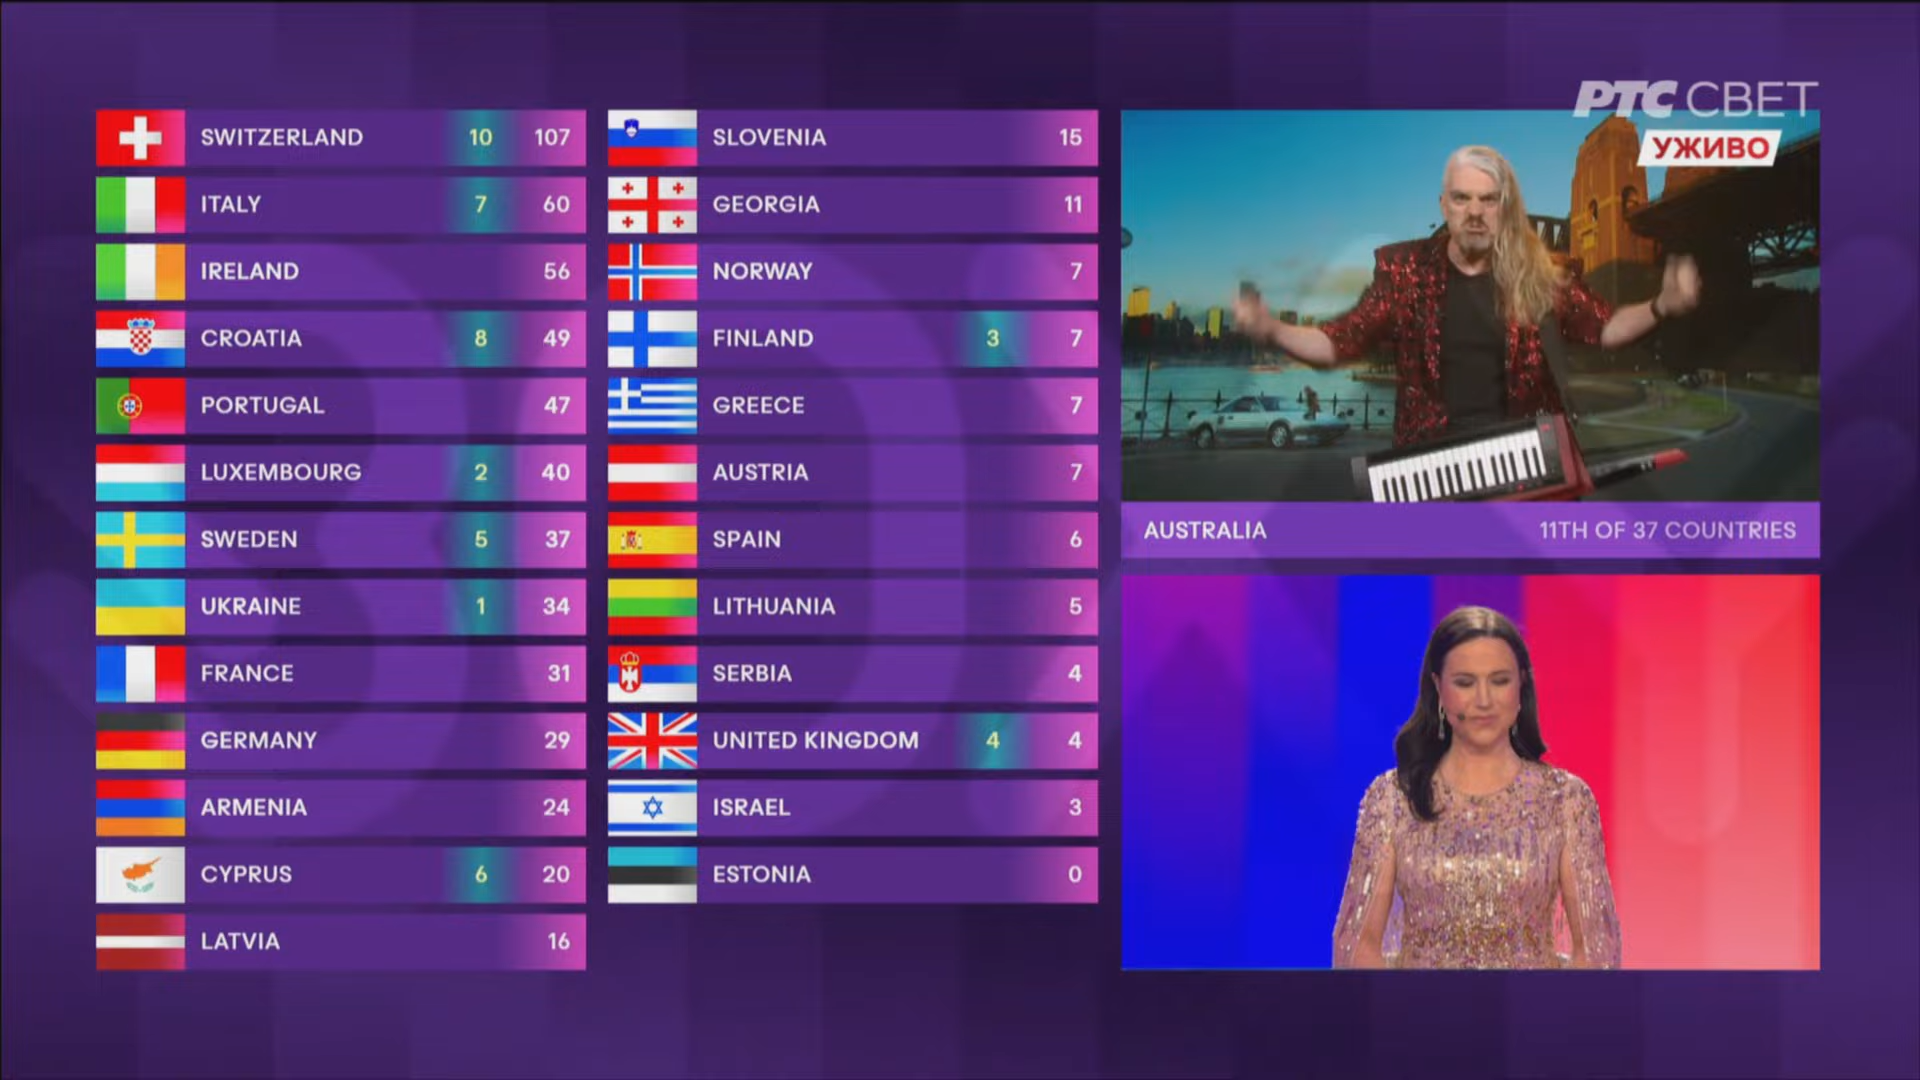 SWITZERLAND 10 107
ITALY 7 60
IRELAND 56
CROATIA 8 49
PORTUGAL 47
LUXEMBOURG 2 40
SWEDEN 5 37
UKRAINE 1 34
FRANCE 31
GERMANY 29
ARMENIA 24
CYPRUS 6 20
LATVIA 16
SLOVENIA 15
GEORGIA 11
NORWAY 7
FINLAND 3 7
GREECE 7
AUSTRIA 7
SPAIN 6
LITHUANIA 5
SERBIA 4
UNITED KINGDOM 4 4
ISRAEL 3
ESTONIA 0
РТС СВЕТ
УЖИВО
AUSTRALIA 11TH OF 37 COUNTRIES